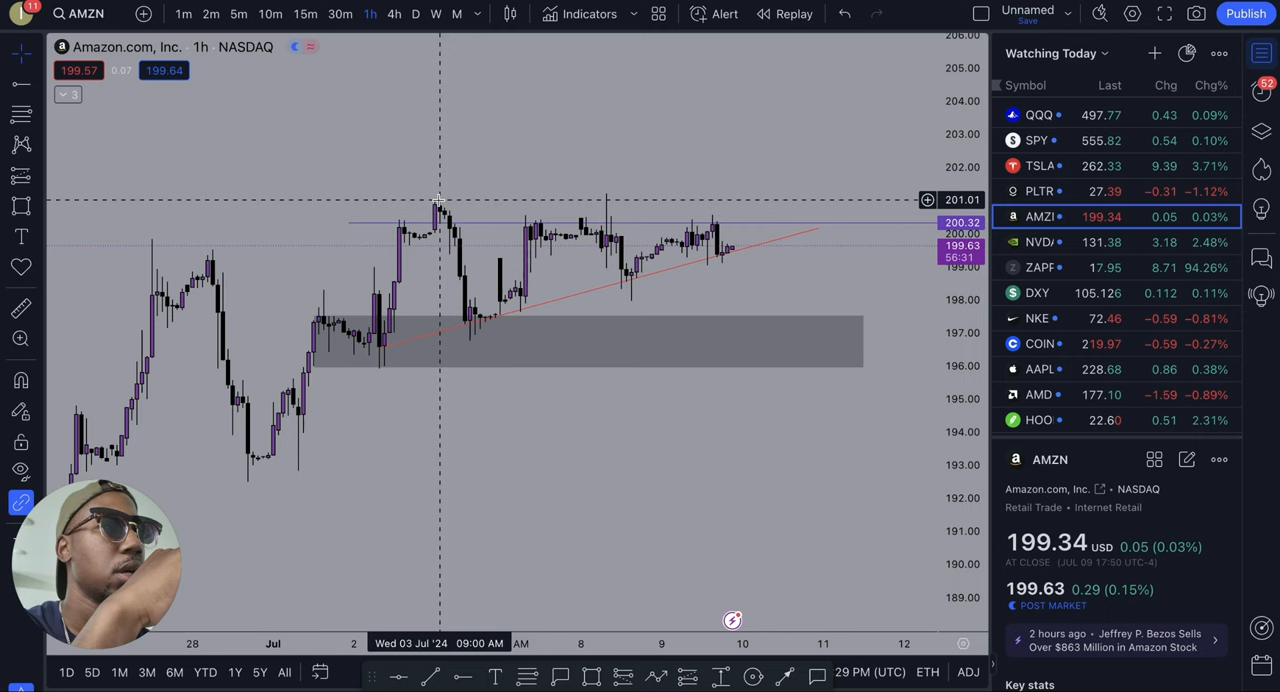 11
AMZN
1m 2m 5m 10m 15m 30m 1h 4h D W M
Indicators
Alert
Replay
Unnamed
Save
Publish
Amazon.com, Inc. · 1h · NASDAQ
199.57 0.07 199.64
3
206.00
205.00
204.00
203.00
202.00
201.01
200.32
200.00
199.63
56:31
199.00
198.00
197.00
196.00
195.00
194.00
193.00
192.00
191.00
190.00
189.00
28 Jul 2 Wed 03 Jul '24 09:00 AM AM 8 9 10 11 12
1D 5D 1M 3M 6M YTD 1Y 5Y All
29 PM (UTC) ETH ADJ
Watching Today
52
Symbol Last Chg Chg%
QQQ 497.77 0.43 0.09%
SPY 555.82 0.54 0.10%
TSLA 262.33 9.39 3.71%
PLTR 27.39 −0.31 −1.12%
AMZN 199.34 0.05 0.03%
NVDA 131.38 3.18 2.48%
ZAPP 17.95 8.71 94.26%
DXY 105.126 0.112 0.11%
NKE 72.46 −0.59 −0.81%
COIN 219.97 −0.59 −0.27%
AAPL 228.68 0.86 0.38%
AMD 177.10 −1.59 −0.89%
HOO 22.60 0.51 2.31%
AMZN
Amazon.com, Inc. • NASDAQ
Retail Trade • Internet Retail
199.34 USD 0.05 (0.03%)
AT CLOSE (JUL 09 17:50 UTC-4)
199.63 0.29 (0.15%)
POST MARKET
2 hours ago • Jeffrey P. Bezos Sells
Over $863 Million in Amazon Stock
Key stats